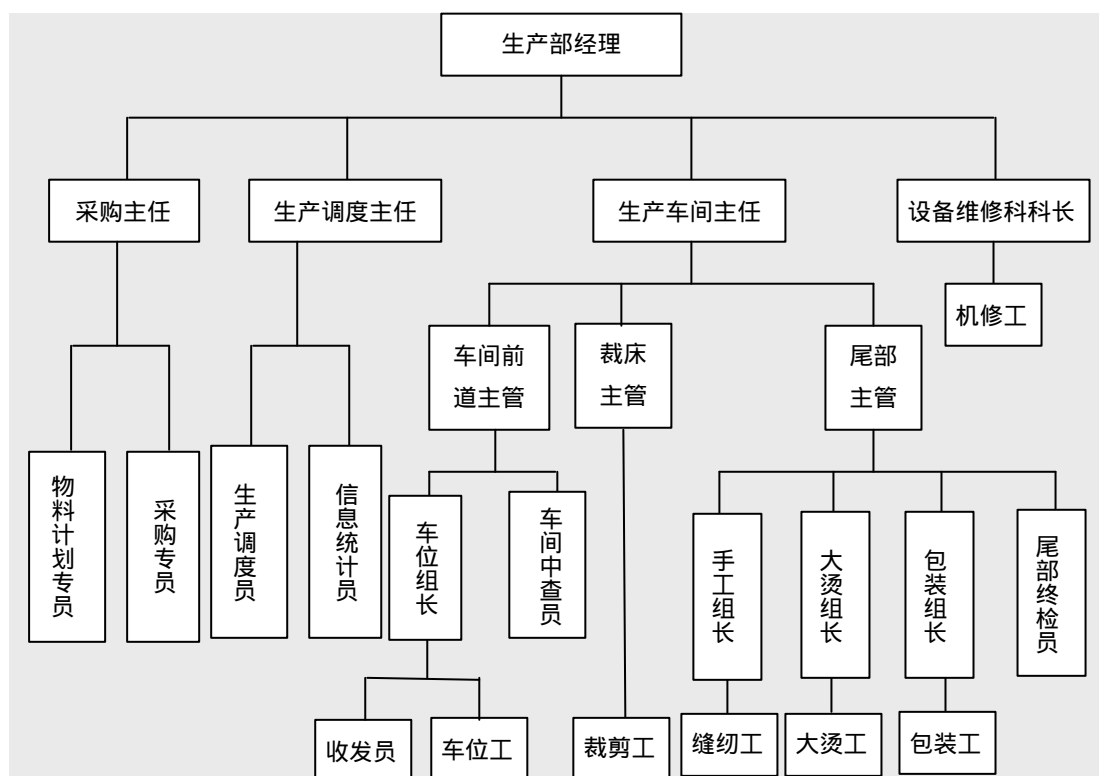 生产部经理
采购主任
生产调度主任
生产车间主任
设备维修科科长
机修工
车间前
道主管
裁床
主管
尾部
主管
物料计划专员
采购专员
生产调度员
信息统计员
车位组长
车间中查员
手工组长
大烫组长
包装组长
尾部终检员
收发员
车位工
裁剪工
缝纫工
大烫工
包装工